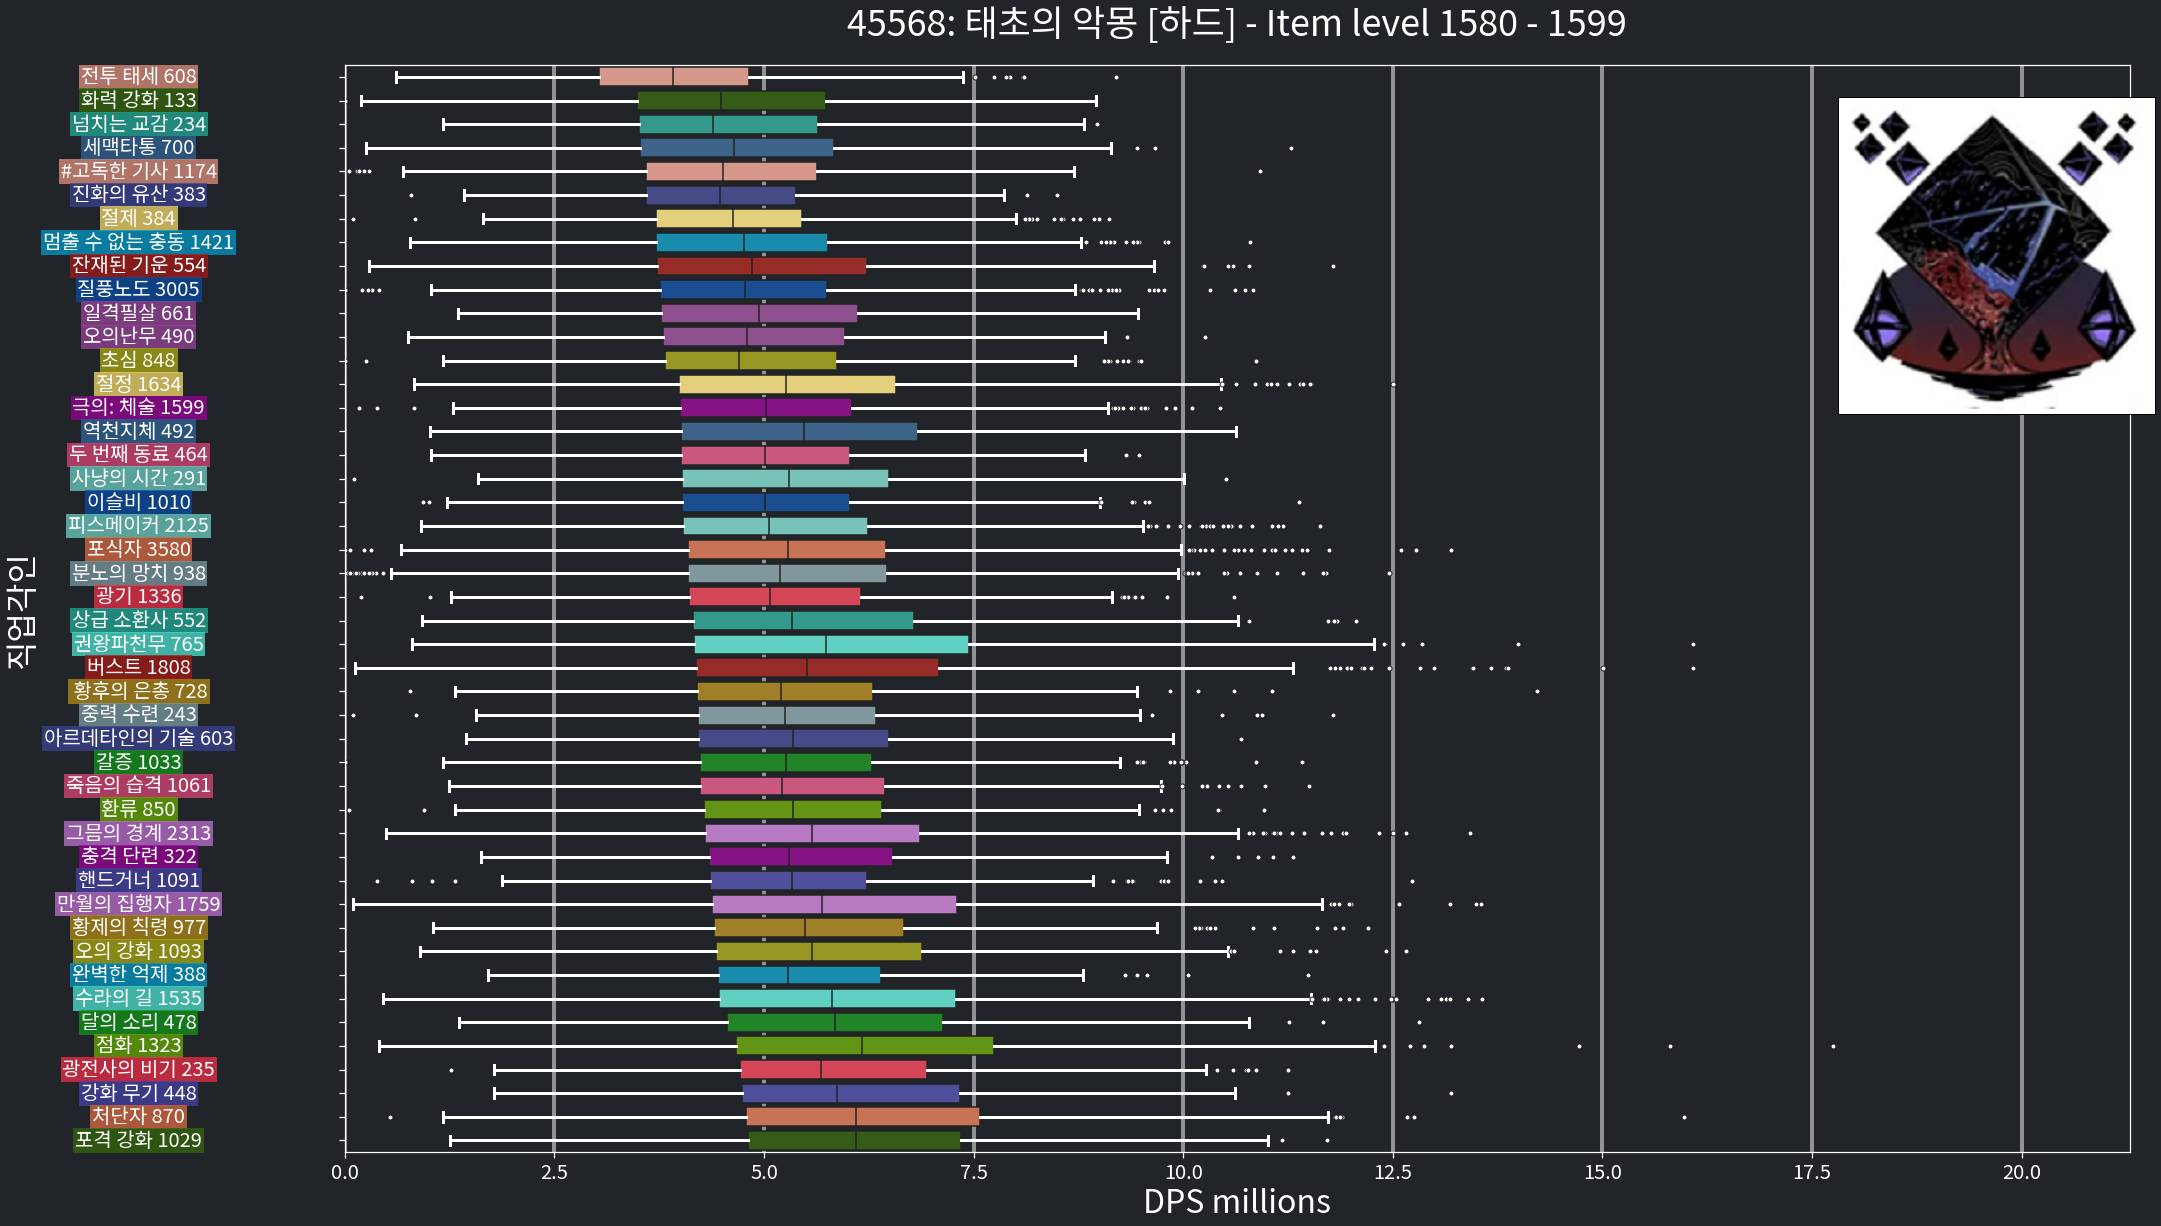 45568: 태초의 악몽 [하드] - Item level 1580 - 1599
전투 태세 608
화력 강화 133
넘치는 교감 234
세맥타통 700
#고독한 기사 1174
진화의 유산 383
절제 384
멈출 수 없는 충동 1421
잔재된 기운 554
질풍노도 3005
일격필살 661
오의난무 490
초심 848
절정 1634
극의: 체술 1599
역천지체 492
두 번째 동료 464
사냥의 시간 291
이슬비 1010
피스메이커 2125
포식자 3580
분노의 망치 938
광기 1336
상급 소환사 552
권왕파천무 765
버스트 1808
황후의 은총 728
중력 수련 243
아르데타인의 기술 603
갈증 1033
죽음의 습격 1061
환류 850
그믐의 경계 2313
충격 단련 322
핸드거너 1091
만월의 집행자 1759
황제의 칙령 977
오의 강화 1093
완벽한 억제 388
수라의 길 1535
달의 소리 478
점화 1323
광전사의 비기 235
강화 무기 448
처단자 870
포격 강화 1029
직업각인
0.0 2.5 5.0 7.5 10.0 12.5 15.0 17.5 20.0
DPS millions